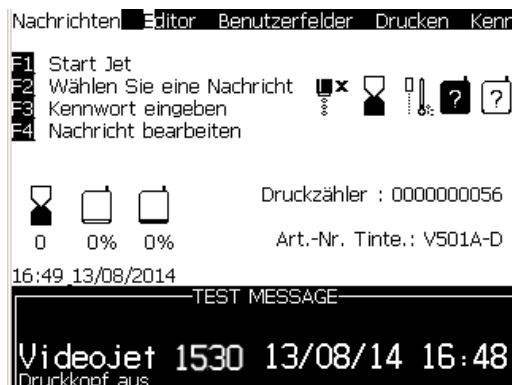 Nachrichten Editor Benutzerfelder Drucken Kenn
F1 Start Jet
F2 Wählen Sie eine Nachricht
F3 Kennwort eingeben
F4 Nachricht bearbeiten
? ?
Druckzähler : 0000000056
0 0% 0%
Art.-Nr. Tinte.: V501A-D
16:49 13/08/2014
TEST MESSAGE
Videojet 1530 13/08/14 16:48
Druckkopf aus